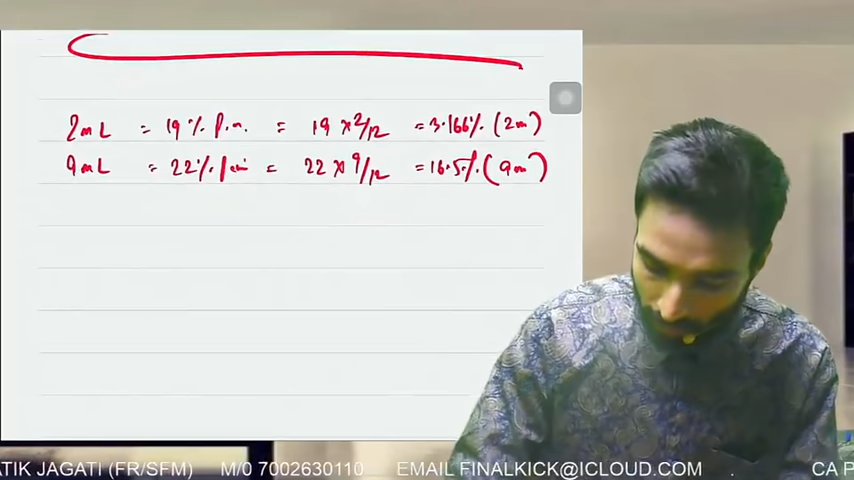 2mL = 19% p.a. = 19 x 2/12 = 3.166% (2m)
9mL = 22% p.a. = 22 x 9/12 = 16.5% (9m)
ATIK JAGATI (FR/SFM) M/0 7002630110 EMAIL FINALKICK@ICLOUD.COM . CA P